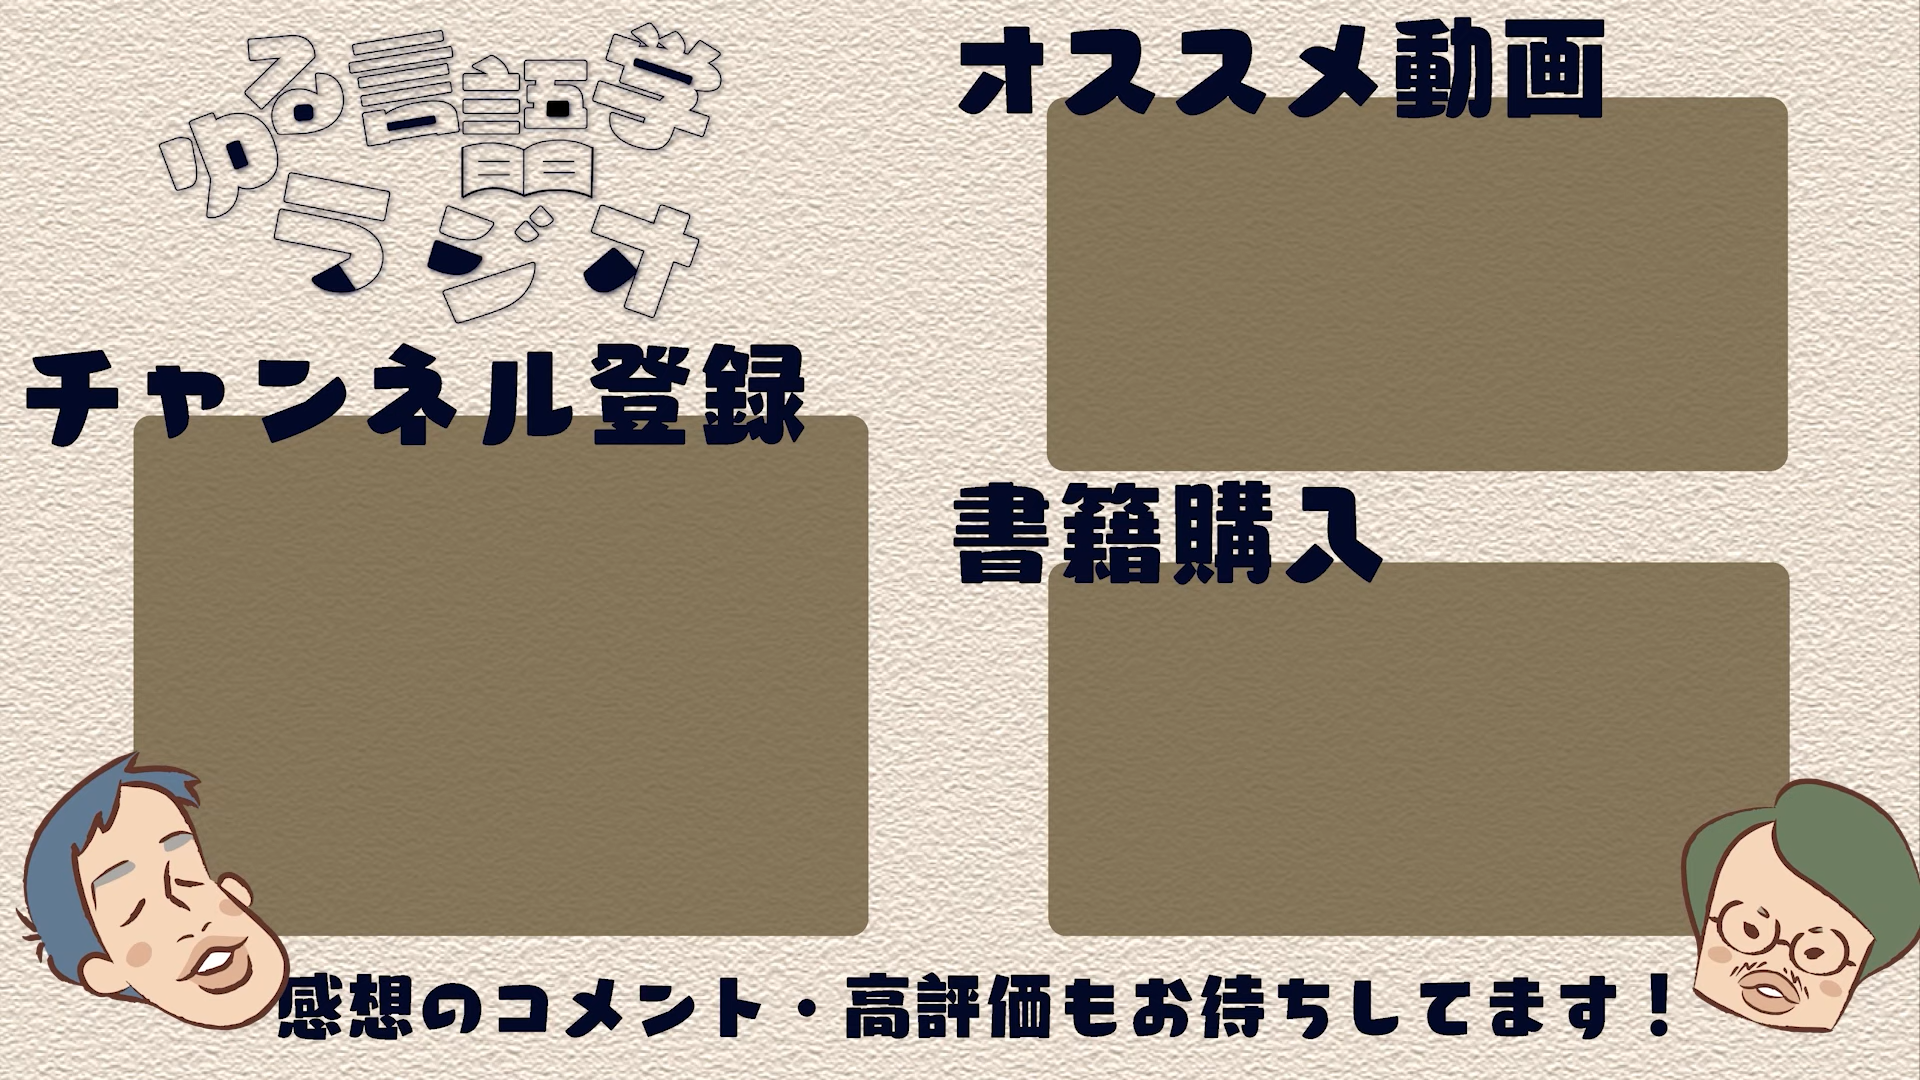 ゆる言語学
ラジオ
チャンネル登録
オススメ動画
書籍購入
感想のコメント・高評価もお待ちしてます！